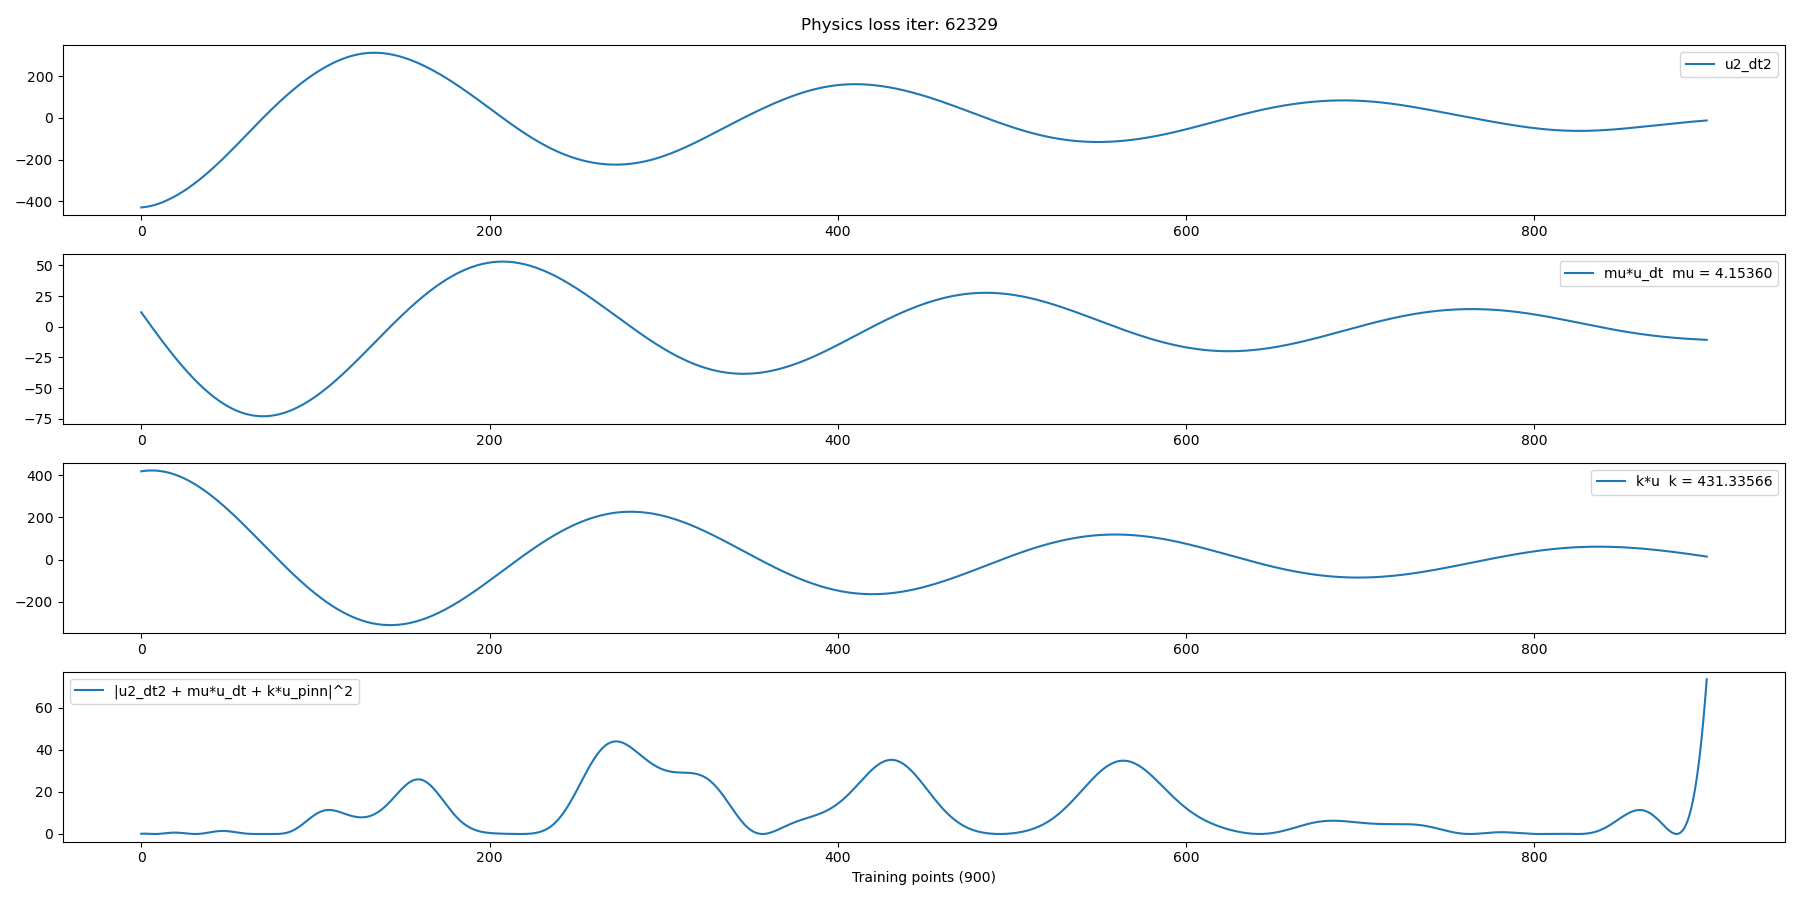 Physics loss iter: 62329
u2_dt2
200
0
−200
−400
0 200 400 600 800
mu*u_dt mu = 4.15360
50
25
0
−25
−50
−75
0 200 400 600 800
k*u k = 431.33566
400
200
0
−200
0 200 400 600 800
|u2_dt2 + mu*u_dt + k*u_pinn|^2
60
40
20
0
0 200 400 600 800
Training points (900)